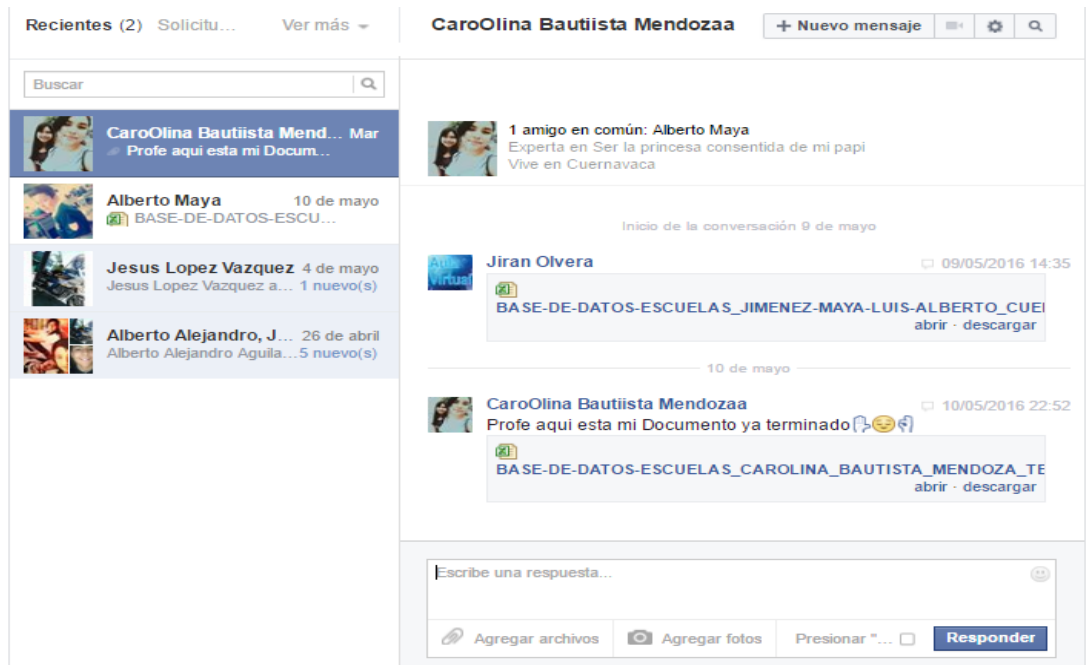 Recientes (2) Solicitu... Ver más
Buscar
CaroOlina Bautiista Mend... Mar
Profe aqui esta mi Docum...
Alberto Maya 10 de mayo
BASE-DE-DATOS-ESCU...
Jesus Lopez Vazquez 4 de mayo
Jesus Lopez Vazquez a... 1 nuevo(s)
Alberto Alejandro, J... 26 de abril
Alberto Alejandro Aguila... 5 nuevo(s)
CaroOlina Bautiista Mendozaa + Nuevo mensaje
1 amigo en común: Alberto Maya
Experta en Ser la princesa consentida de mi papi
Vive en Cuernavaca
Inicio de la conversación 9 de mayo
Aula
Virtual
Jiran Olvera 09/05/2016 14:35
BASE-DE-DATOS-ESCUELAS_JIMENEZ-MAYA-LUIS-ALBERTO_CUE
abrir · descargar
10 de mayo
CaroOlina Bautiista Mendozaa 10/05/2016 22:52
Profe aqui esta mi Documento ya terminado
BASE-DE-DATOS-ESCUELAS_CAROLINA_BAUTISTA_MENDOZA_TE
abrir · descargar
Escribe una respuesta...
Agregar archivos Agregar fotos Presionar "... Responder